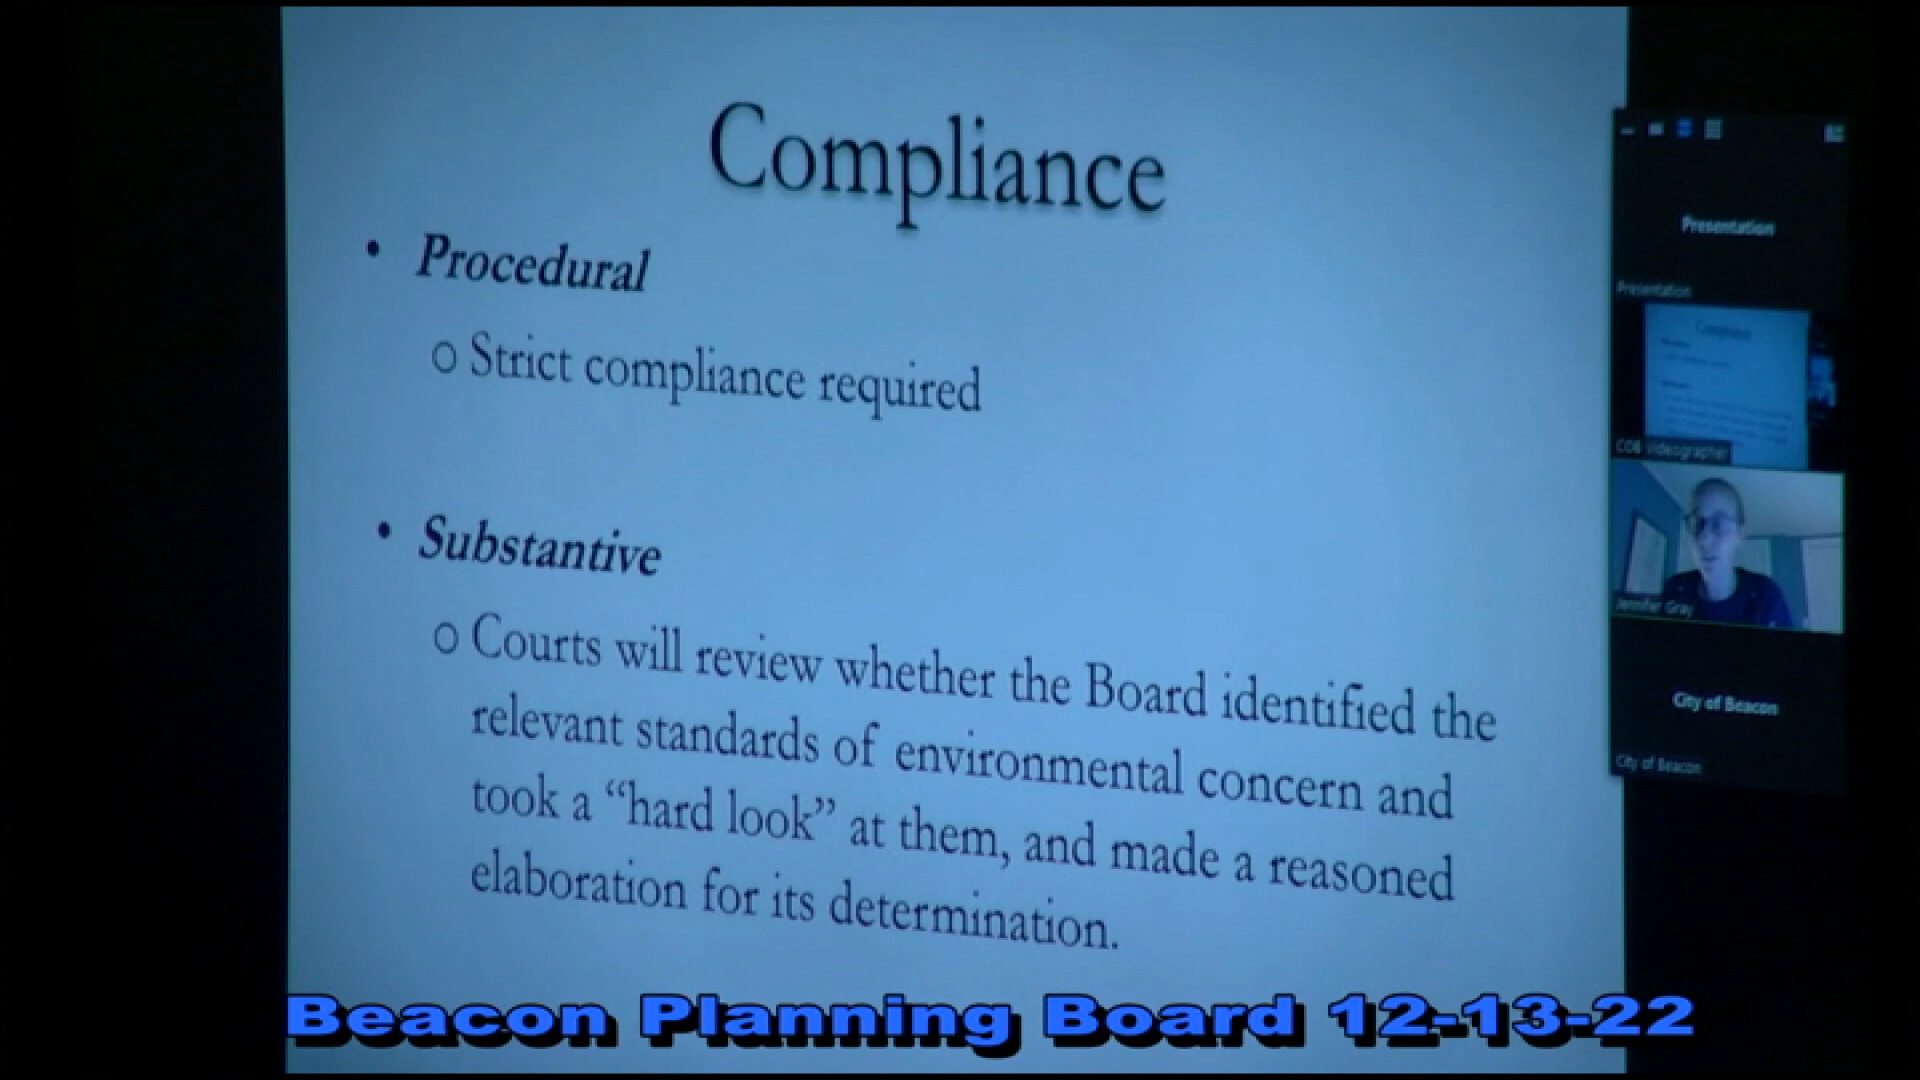 Compliance
• Procedural
o Strict compliance required
• Substantive
o Courts will review whether the Board identified the
relevant standards of environmental concern and
took a “hard look” at them, and made a reasoned
elaboration for its determination.
Presentation
Presentation
COB Videographer
Jennifer Gray
City of Beacon
City of Beacon
Beacon Planning Board 12-13-22